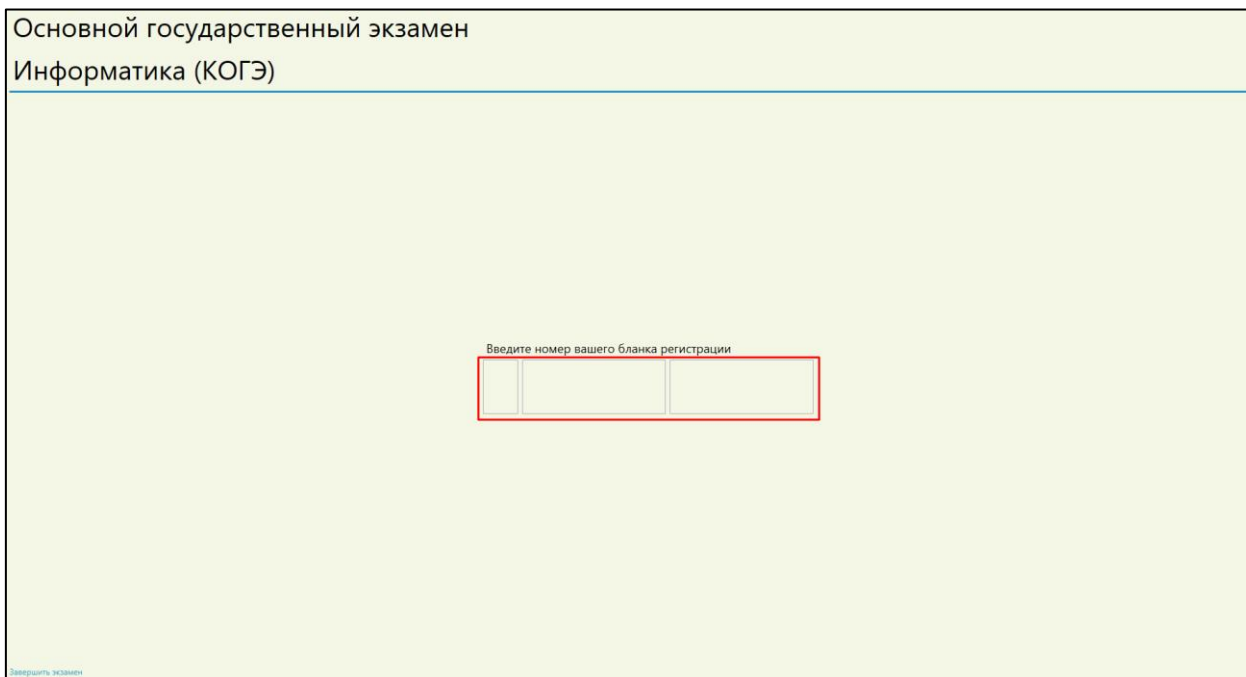 Основной государственный экзамен
Информатика (КОГЭ)
Введите номер вашего бланка регистрации
Завершить экзамен